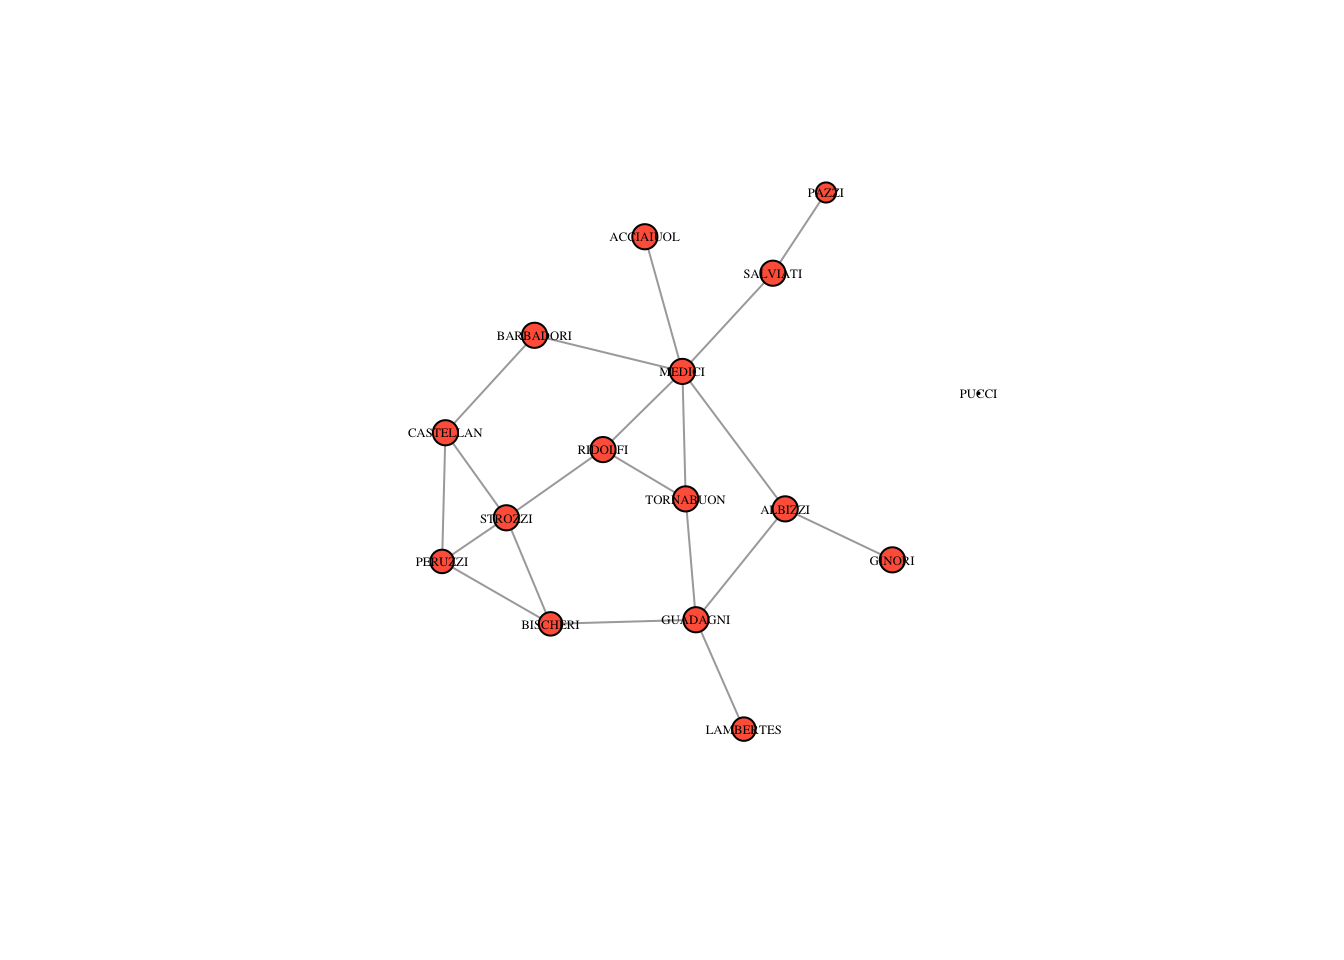 PAZZI
ACCIAIUOL
SALVIATI
BARBADORI
MEDICI
PUCCI
CASTELLAN
RIDOLFI
TORNABUON
ALBIZZI
STROZZI
PERUZZI
GINORI
GUADAGNI
BISCHERI
LAMBERTES